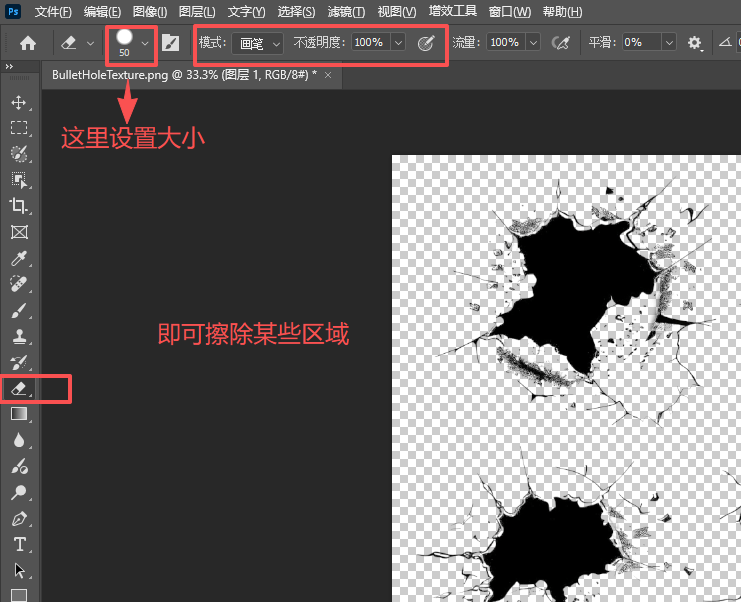 Ps 文件(F) 编辑(E) 图像(I) 图层(L) 文字(Y) 选择(S) 滤镜(T) 视图(V) 增效工具 窗口(W) 帮助(H)
50 模式: 画笔 不透明度: 100% 流量: 100% 平滑: 0%
BulletHoleTexture.png @ 33.3% (图层 1, RGB/8#) * ×
这里设置大小
即可擦除某些区域